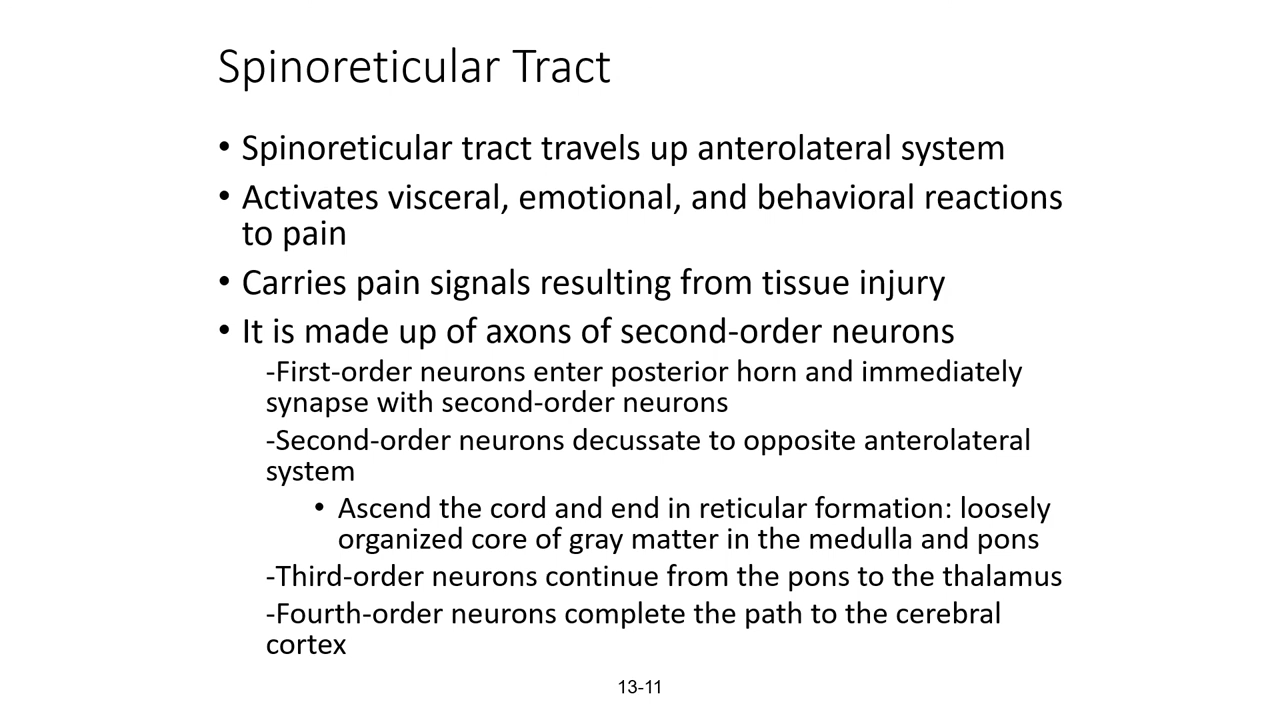 Spinoreticular Tract
• Spinoreticular tract travels up anterolateral system
• Activates visceral, emotional, and behavioral reactions
to pain
• Carries pain signals resulting from tissue injury
• It is made up of axons of second-order neurons
-First-order neurons enter posterior horn and immediately
synapse with second-order neurons
-Second-order neurons decussate to opposite anterolateral
system
• Ascend the cord and end in reticular formation: loosely
organized core of gray matter in the medulla and pons
-Third-order neurons continue from the pons to the thalamus
-Fourth-order neurons complete the path to the cerebral
cortex
13-11